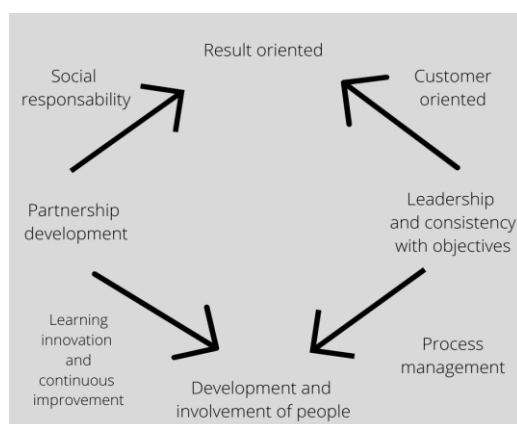 Result oriented
Social
responsability
Customer
oriented
Partnership
development
Leadership
and consistency
with objectives
Learning
innovation
and
continuous
improvement
Process
management
Development and
involvement of people